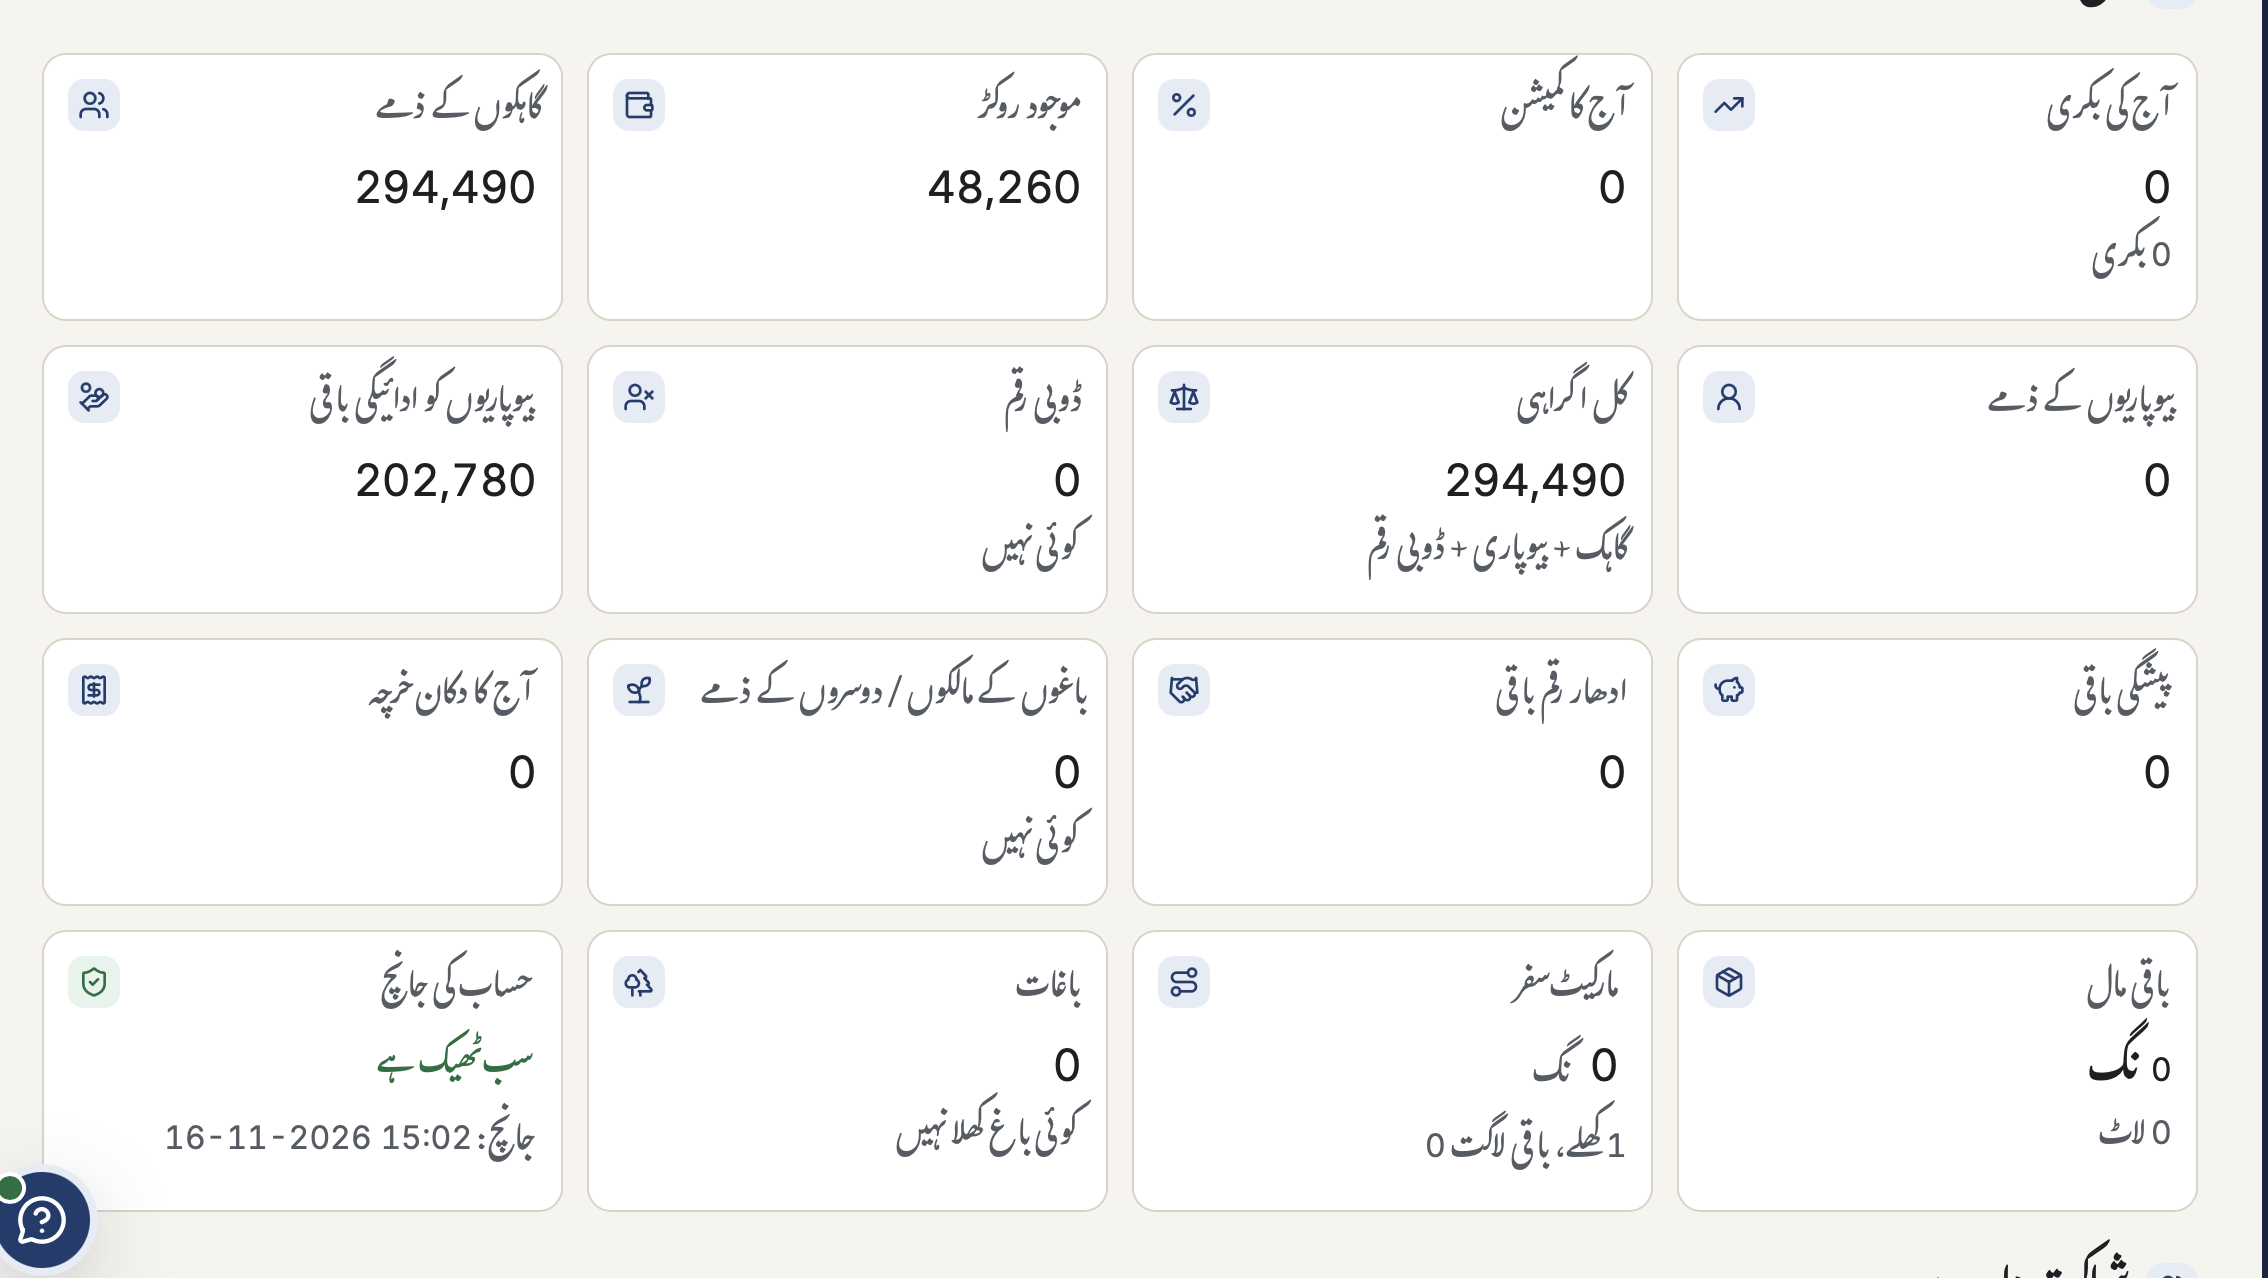 آج کی بکری
0
0 بکری
آج کا کمیشن
0
موجود روکڑ
48,260
گاہکوں کے ذمے
294,490
بیوپاریوں کے ذمے
0
کل اگراہی
294,490
گاہک + بیوپاری + ڈوبی رقم
ڈوبی رقم
0
کوئی نہیں
بیوپاریوں کو ادائیگی باقی
202,780
پیشگی باقی
0
ادھار رقم باقی
0
باغوں کے مالکوں / دوسروں کے ذمے
0
کوئی نہیں
آج کا دکان خرچہ
0
باقی مال
0 نگ
0 لاٹ
مارکیٹ سفر
0 نگ
1 کھلے، باقی لاگت 0
باغات
0
کوئی باغ کھلا نہیں
حساب کی جانچ
سب ٹھیک ہے
جانچ: 16-11-2026 15:02